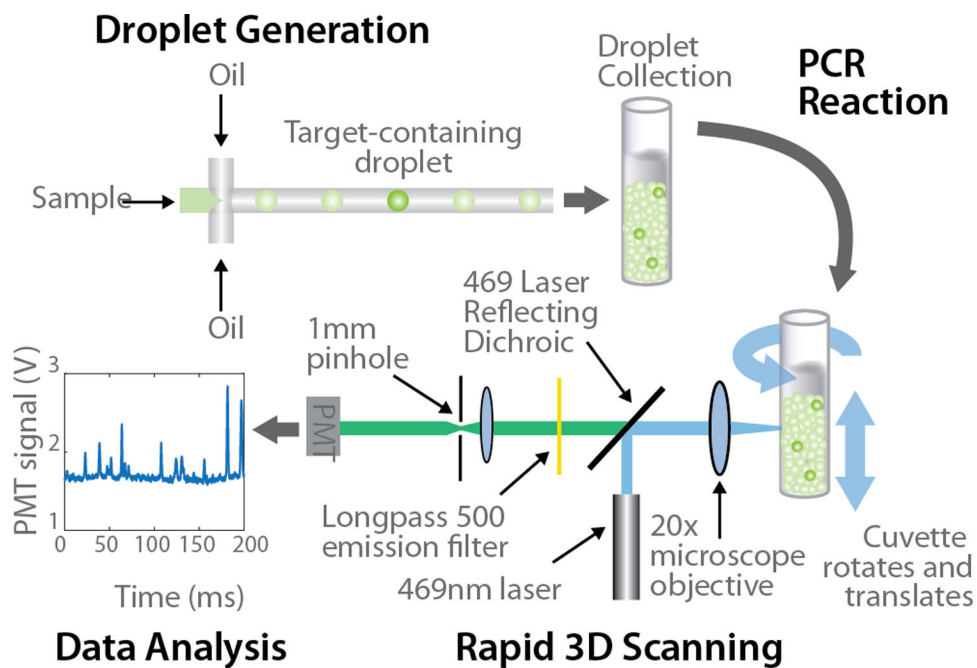 Droplet Generation
Oil
Target-containing
droplet
Sample
Oil
Droplet
Collection
PCR
Reaction
469 Laser
Reflecting
Dichroic
1mm
pinhole
PMT
Longpass 500
emission filter
469nm laser
20x
microscope
objective
Cuvette
rotates and
translates
PMT signal (V)
3
2
1
0 50 100 150 200
Time (ms)
Data Analysis
Rapid 3D Scanning